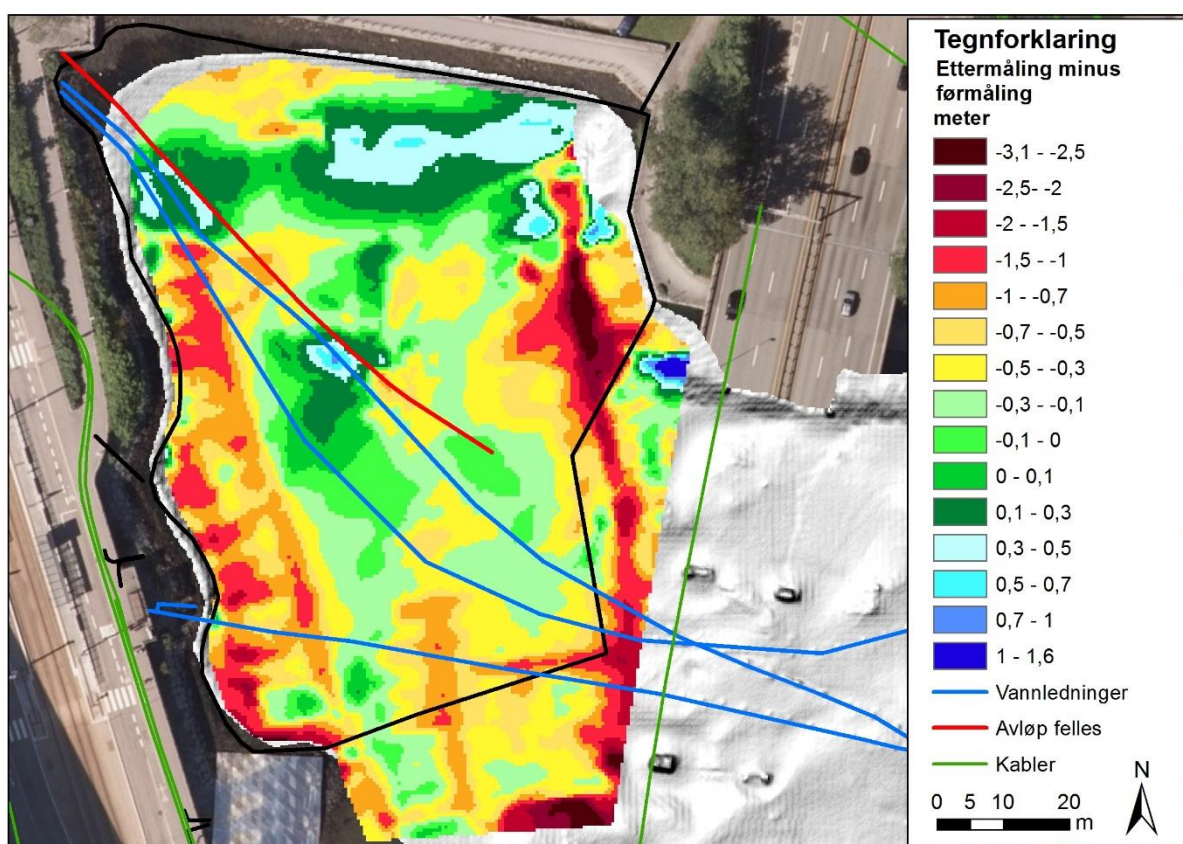 Tegnforklaring
Ettermåling minus
førmåling
meter
-3,1 - -2,5
-2,5- -2
-2 - -1,5
-1,5 - -1
-1 - -0,7
-0,7 - -0,5
-0,5 - -0,3
-0,3 - -0,1
-0,1 - 0
0 - 0,1
0,1 - 0,3
0,3 - 0,5
0,5 - 0,7
0,7 - 1
1 - 1,6
Vannledninger
Avløp felles
Kabler
N
0 5 10 20
m